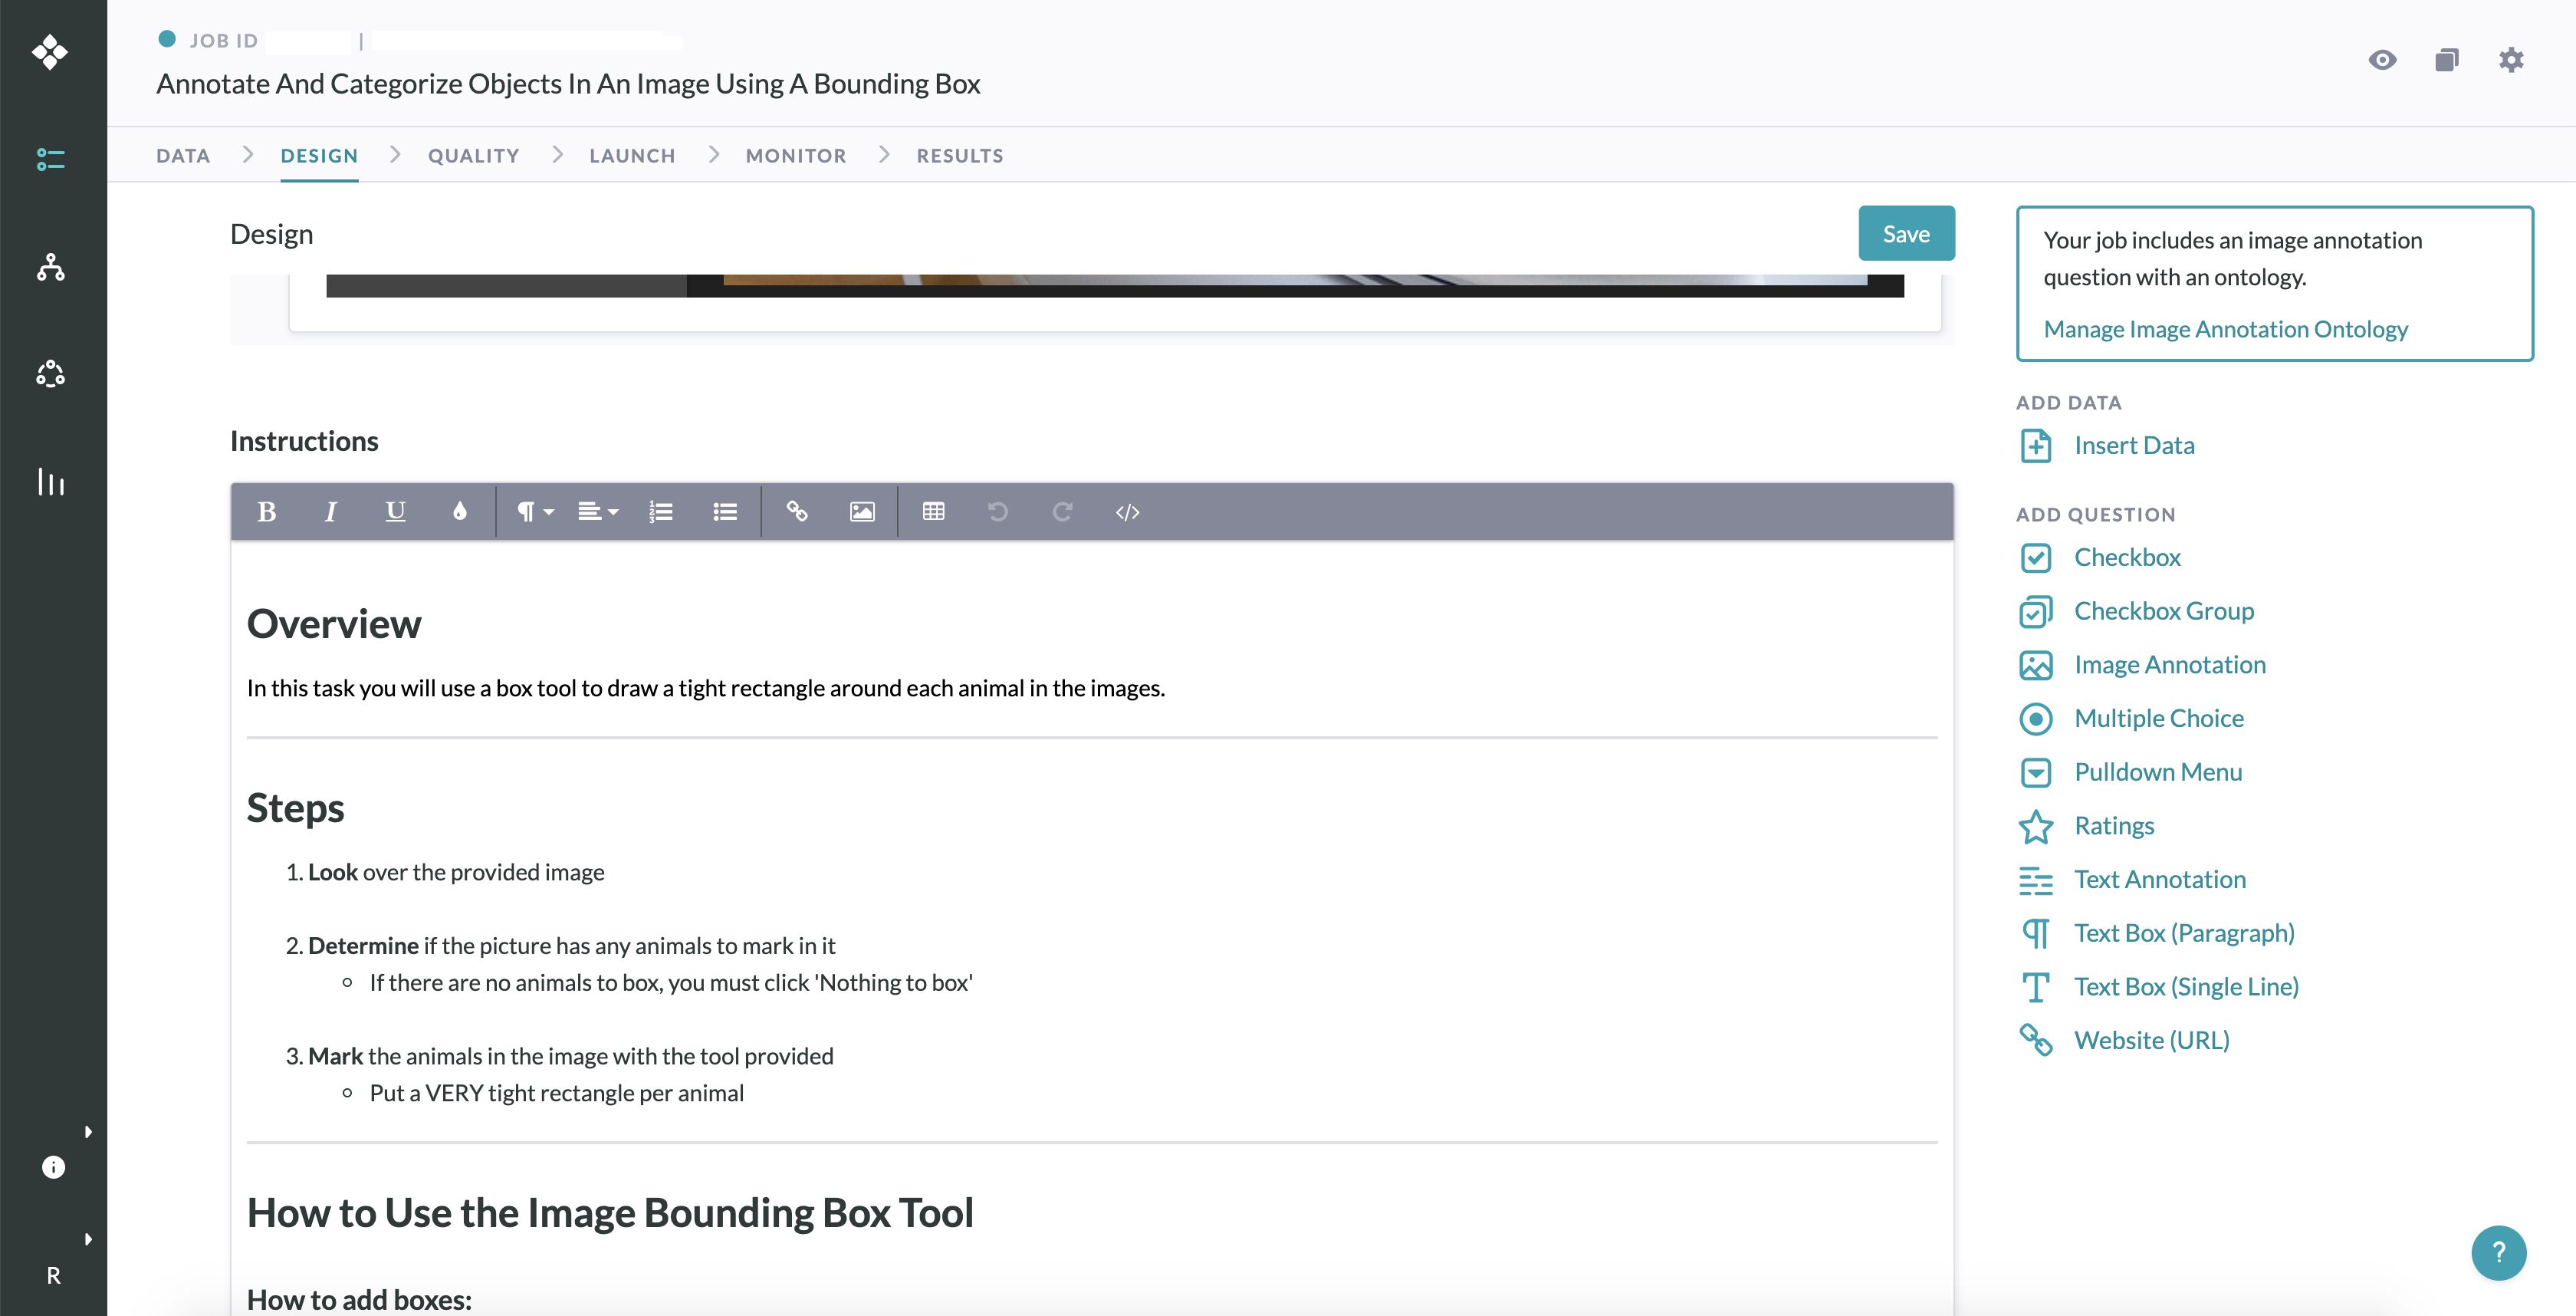 JOB ID |
Annotate And Categorize Objects In An Image Using A Bounding Box
DATA > DESIGN > QUALITY > LAUNCH > MONITOR > RESULTS
Design
Save
Instructions
B I U
Overview
In this task you will use a box tool to draw a tight rectangle around each animal in the images.
Steps
1. Look over the provided image
2. Determine if the picture has any animals to mark in it
If there are no animals to box, you must click 'Nothing to box'
3. Mark the animals in the image with the tool provided
Put a VERY tight rectangle per animal
How to Use the Image Bounding Box Tool
How to add boxes:
Your job includes an image annotation
question with an ontology.
Manage Image Annotation Ontology
ADD DATA
Insert Data
ADD QUESTION
Checkbox
Checkbox Group
Image Annotation
Multiple Choice
Pulldown Menu
Ratings
Text Annotation
Text Box (Paragraph)
Text Box (Single Line)
Website (URL)
R
?